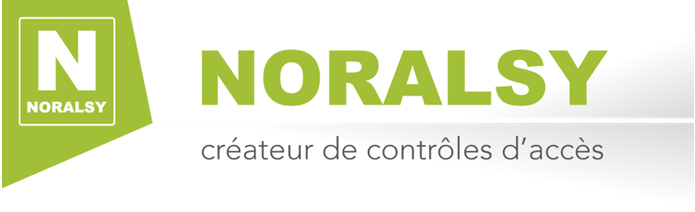 N
NORALSY
NORALSY
créateur de contrôles d’accès